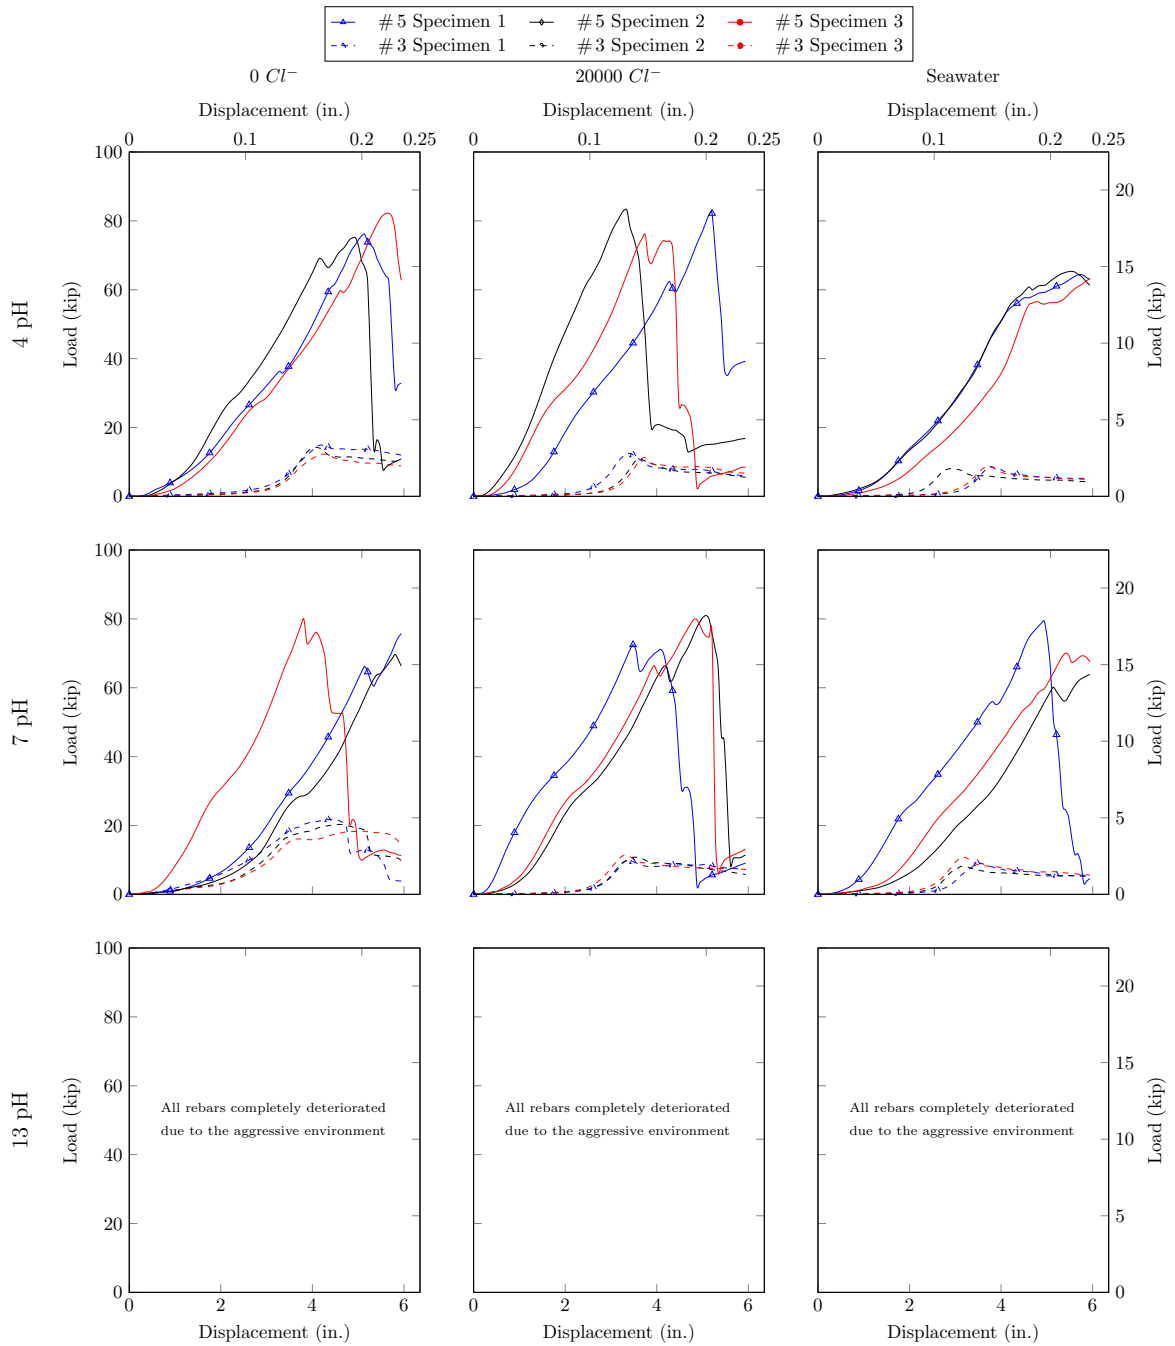 #5 Specimen 1 #5 Specimen 2 #5 Specimen 3
#3 Specimen 1 #3 Specimen 2 #3 Specimen 3
0 Cl⁻ 20000 Cl⁻ Seawater
Displacement (in.) Displacement (in.) Displacement (in.)
0 0.1 0.2 0.25 0 0.1 0.2 0.25 0 0.1 0.2 0.25
4 pH
Load (kip)
100
80
60
40
20
0
20
15
10
5
0
Load (kip)
7 pH
Load (kip)
100
80
60
40
20
0
20
15
10
5
0
Load (kip)
13 pH
Load (kip)
100
80
60
40
20
0
All rebars completely deteriorated
due to the aggressive environment
All rebars completely deteriorated
due to the aggressive environment
All rebars completely deteriorated
due to the aggressive environment
20
15
10
5
0
Load (kip)
0 2 4 6 0 2 4 6 0 2 4 6
Displacement (in.) Displacement (in.) Displacement (in.)